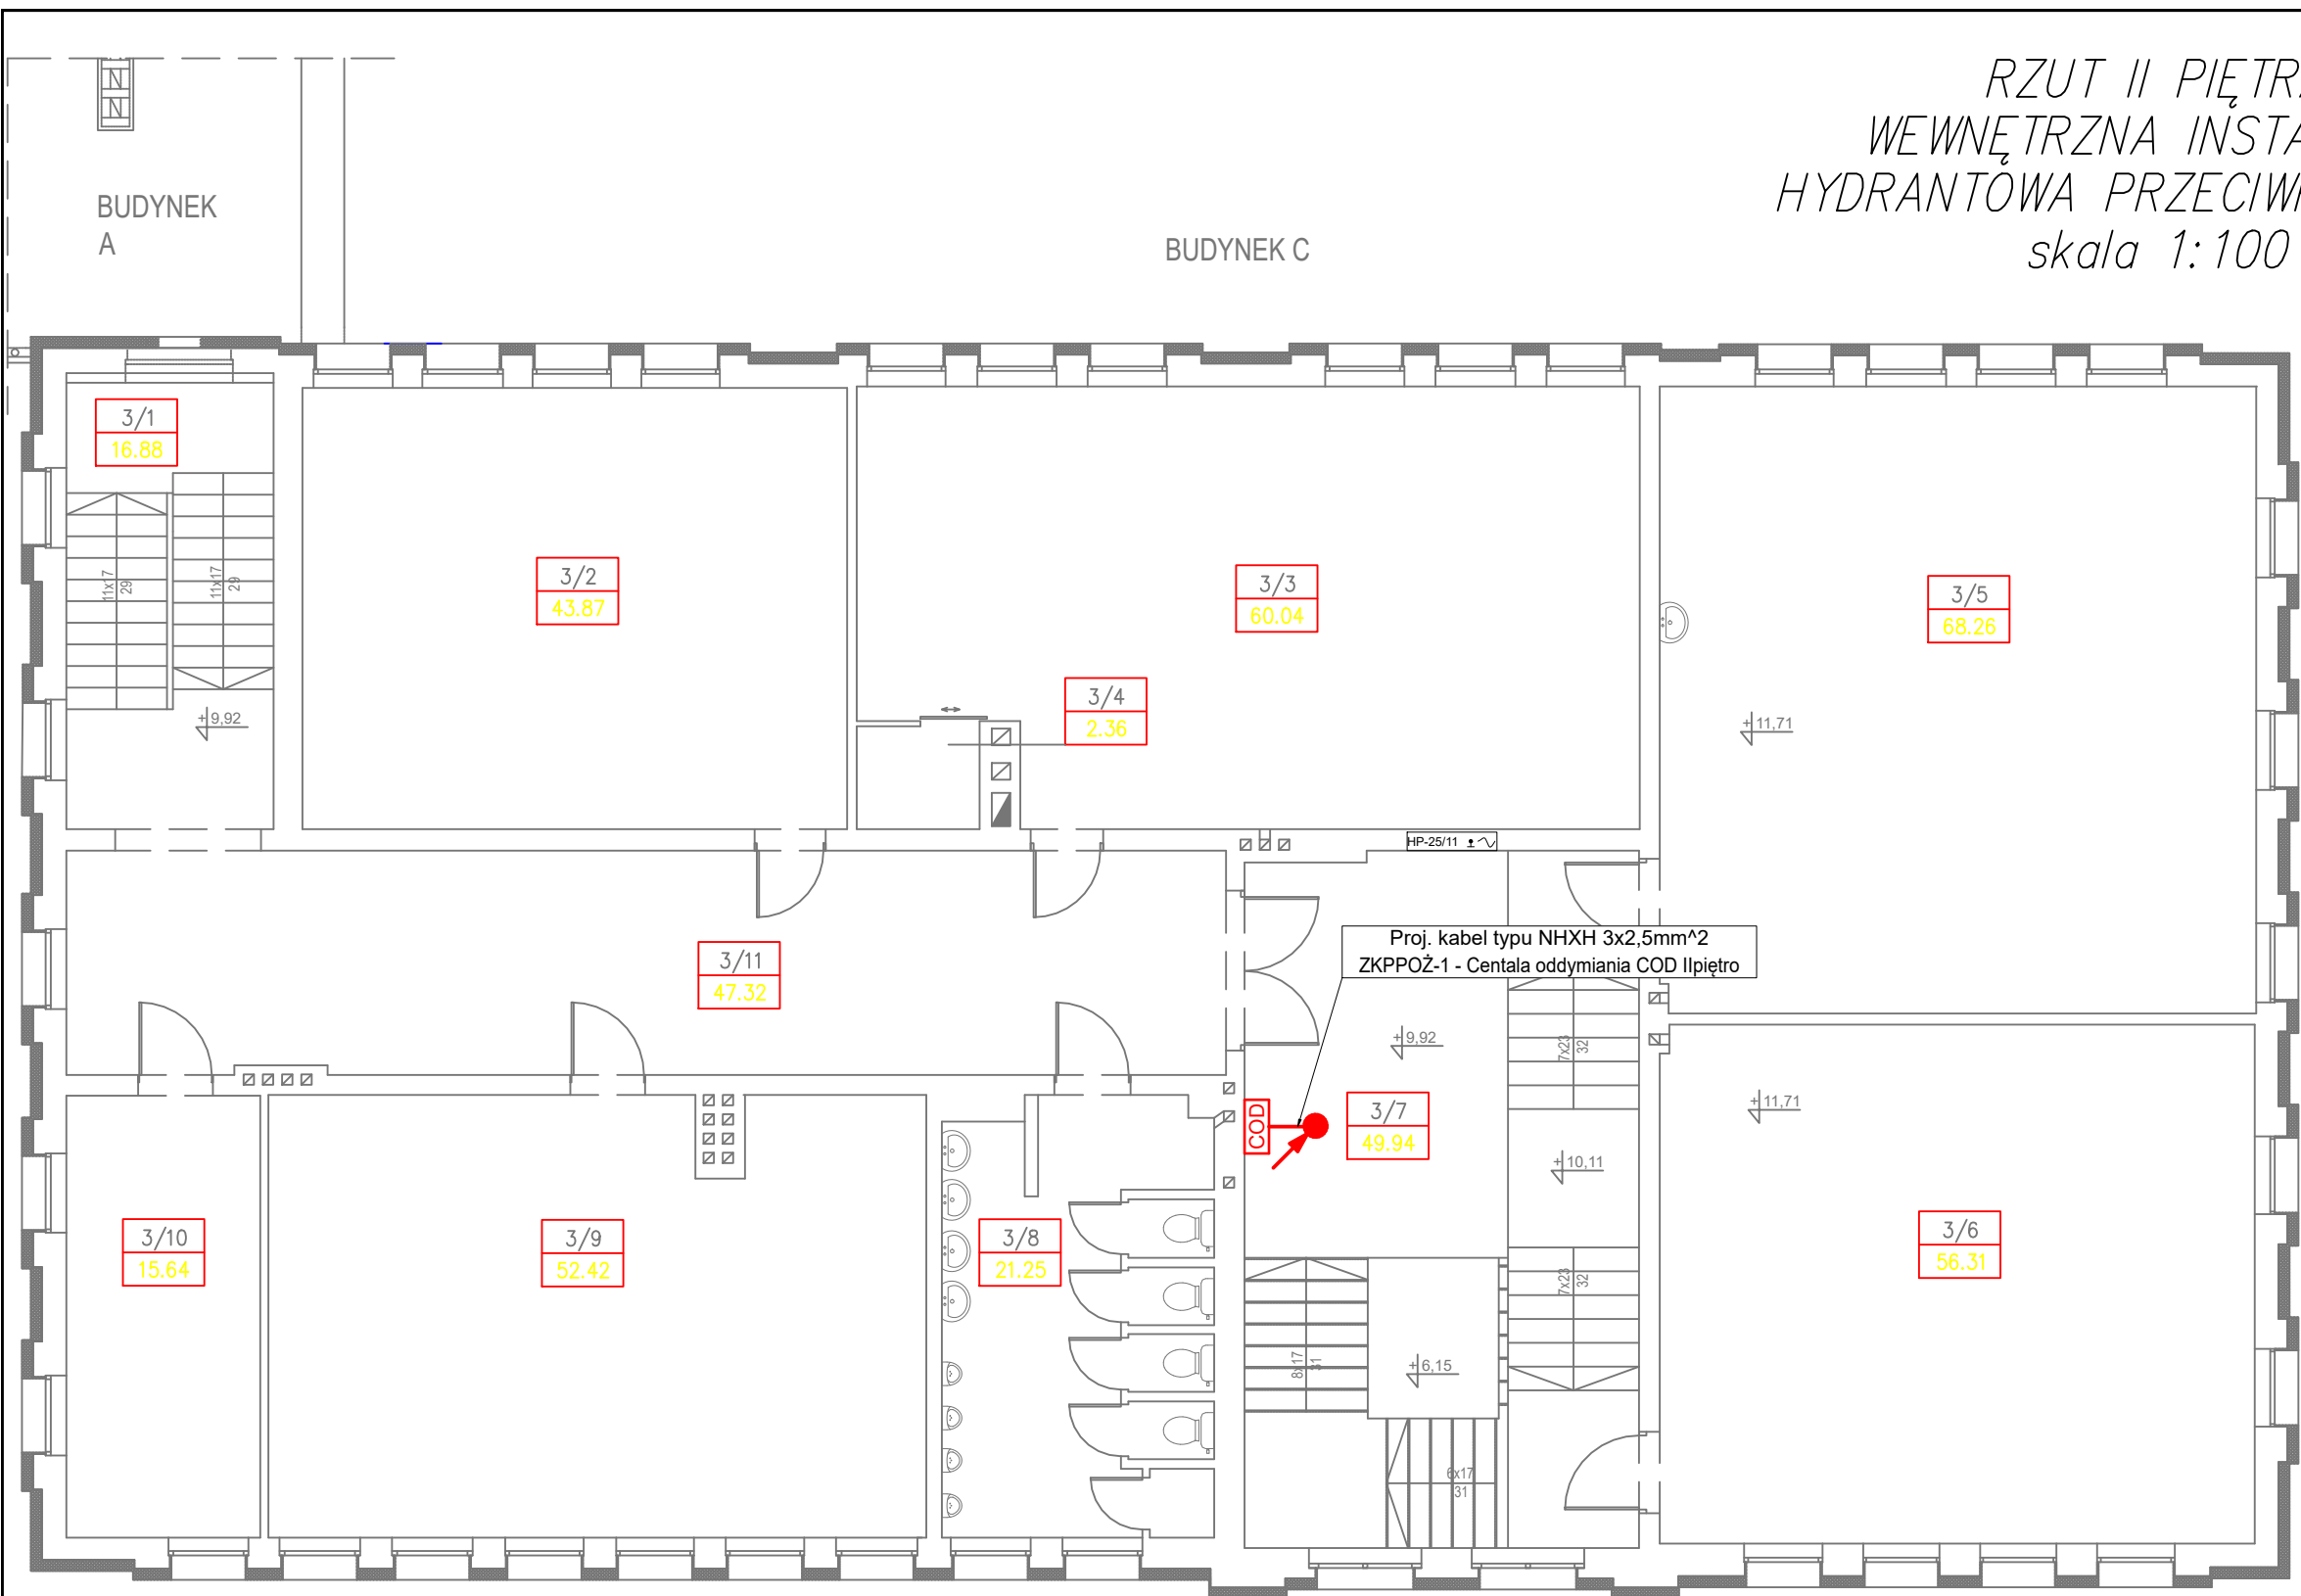 RZUT II PIĘTRA
WEWNĘTRZNA INSTA
HYDRANTOWA PRZECIW
skala 1:100
BUDYNEK
A
BUDYNEK C
3/1
16.88
11x17
29
11x17
29
+9,92
3/2
43.87
3/3
60.04
3/4
2.36
3/5
68.26
+11,71
HP-25/11
Proj. kabel typu NHXH 3x2,5mm^2
ZKPPOŻ-1 - Centala oddymiania COD IIpiętro
3/11
47.32
+9,92
7x23
32
COD
3/7
49.94
+11,71
+10,11
3/10
15.64
3/9
52.42
3/8
21.25
3/6
56.31
7x23
32
8x17
31
+6,15
6x17
31